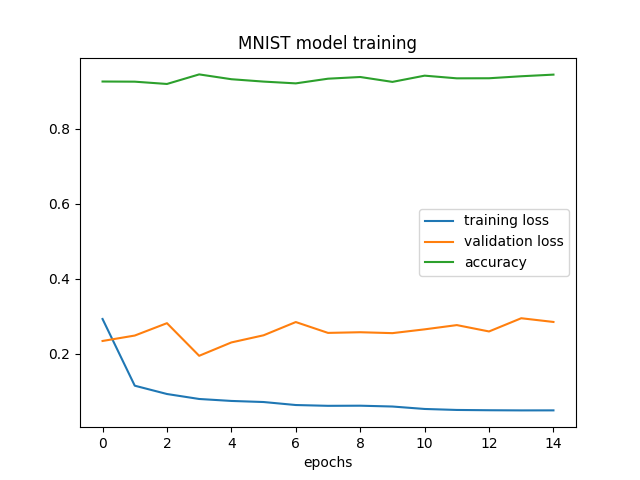 MNIST model training
0.8
0.6
0.4
0.2
training loss
validation loss
accuracy
0 2 4 6 8 10 12 14
epochs